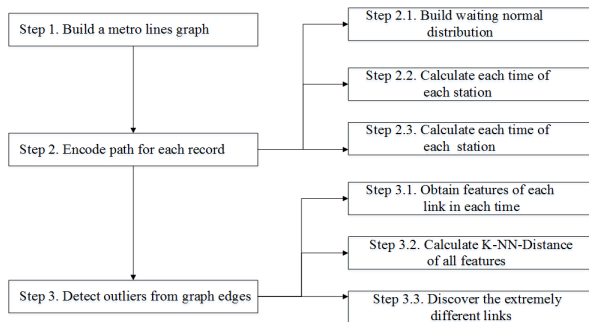 Step 1. Build a metro lines graph
Step 2.1. Build waiting normal
distribution
Step 2.2. Calculate each time of
each station
Step 2. Encode path for each record
Step 2.3. Calculate each time of
each station
Step 3.1. Obtain features of each
link in each time
Step 3.2. Calculate K-NN-Distance
of all features
Step 3. Detect outliers from graph edges
Step 3.3. Discover the extremely
different links